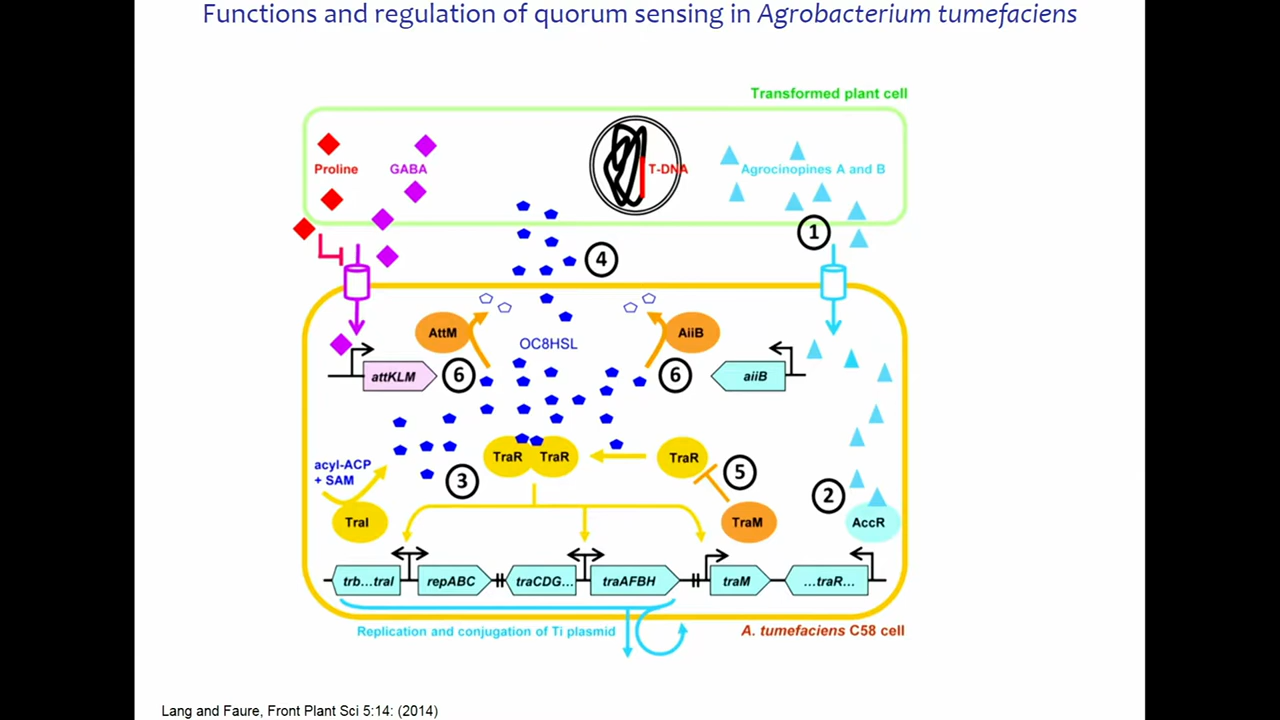 Functions and regulation of quorum sensing in Agrobacterium tumefaciens
Transformed plant cell
Proline
GABA
T-DNA
Agrocinopines A and B
1
4
AttM
AiiB
OC8HSL
attKLM
6
6
aiiB
acyl-ACP
+ SAM
TraR
TraR
TraR
3
5
2
TraI
TraM
AccR
trb...traI
repABC
traCDG...
traAFBH
traM
...traR...
Replication and conjugation of Ti plasmid
A. tumefaciens C58 cell
Lang and Faure, Front Plant Sci 5:14: (2014)